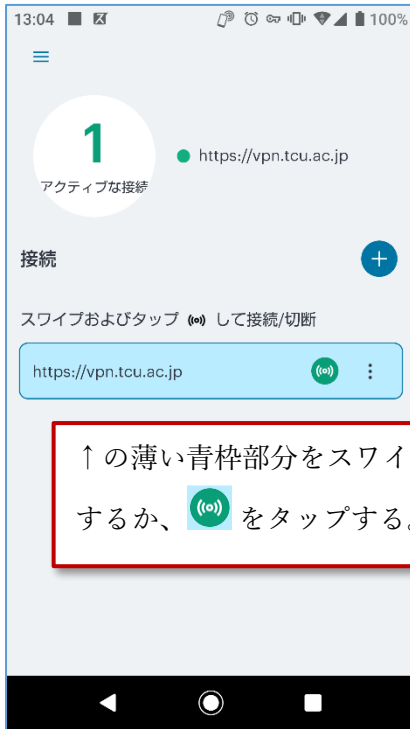 13:04 100%
1
アクティブな接続
https://vpn.tcu.ac.jp
接続
スワイプおよびタップ して接続/切断
https://vpn.tcu.ac.jp
↑の薄い青枠部分をスワイ
するか、 をタップする。